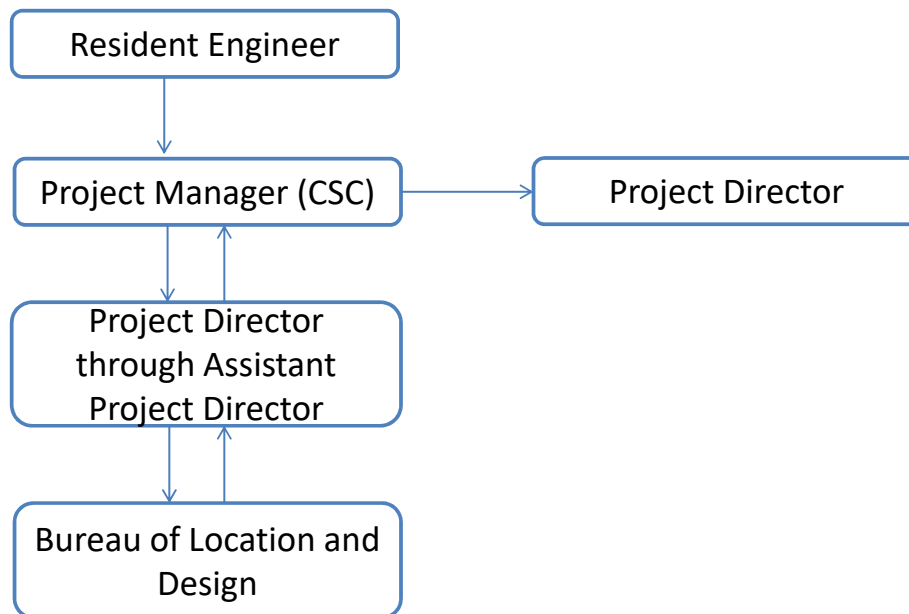 Resident Engineer
Project Manager (CSC)
Project Director
Project Director
through Assistant
Project Director
Bureau of Location and
Design